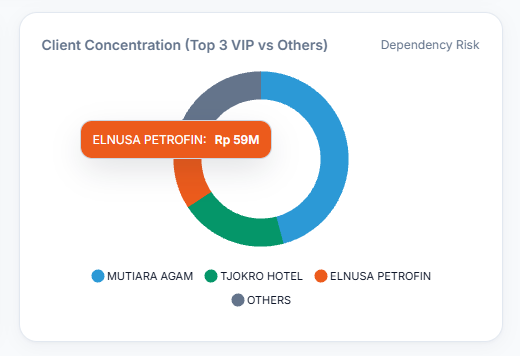 Client Concentration (Top 3 VIP vs Others) Dependency Risk
ELNUSA PETROFIN: Rp 59M
MUTIARA AGAM TJOKRO HOTEL ELNUSA PETROFIN
OTHERS